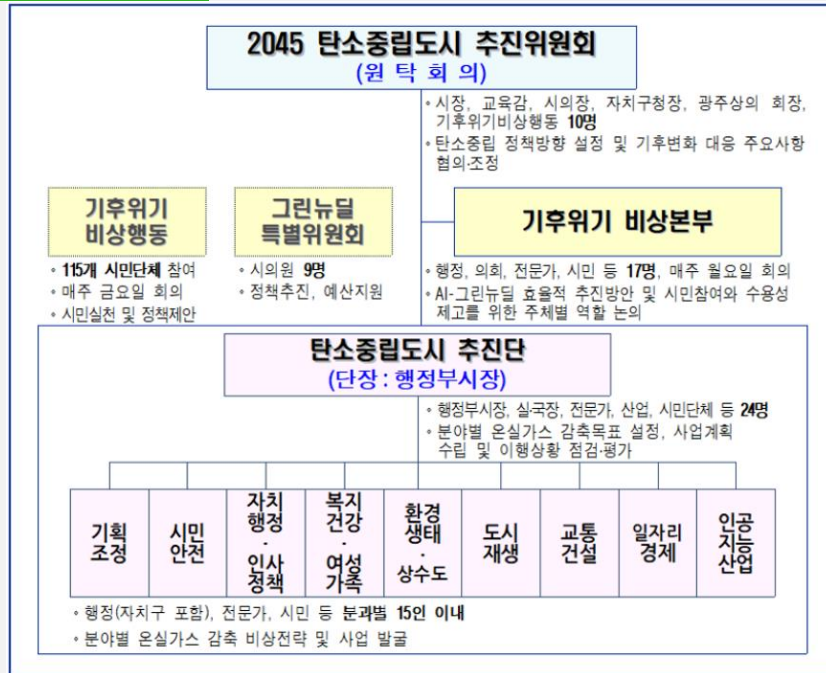 2045 탄소중립도시 추진위원회
(원 탁 회 의)
◦ 시장, 교육감, 시의장, 자치구청장, 광주상의 회장,
기후위기비상행동 10명
◦ 탄소중립 정책방향 설정 및 기후변화 대응 주요사항
협의·조정
기후위기
비상행동
◦ 115개 시민단체 참여
◦ 매주 금요일 회의
◦ 시민실천 및 정책제안
그린뉴딜
특별위원회
◦ 시의원 9명
◦ 정책추진, 예산지원
기후위기 비상본부
◦ 행정, 의회, 전문가, 시민 등 17명, 매주 월요일 회의
◦ AI-그린뉴딜 효율적 추진방안 및 시민참여와 수용성
제고를 위한 주체별 역할 논의
탄소중립도시 추진단
(단장 : 행정부시장)
◦ 행정부시장, 실·국장, 전문가, 산업, 시민단체 등 24명
◦ 분야별 온실가스 감축목표 설정, 사업계획
수립 및 이행상황 점검·평가
기획
조정
시민
안전
자치
행정
·
인사
정책
복지
건강
·
여성
가족
환경
생태
·
상수도
도시
재생
교통
건설
일자리
경제
인공
지능
산업
◦ 행정(자치구 포함), 전문가, 시민 등 분과별 15인 이내
◦ 분야별 온실가스 감축 비상전략 및 사업 발굴